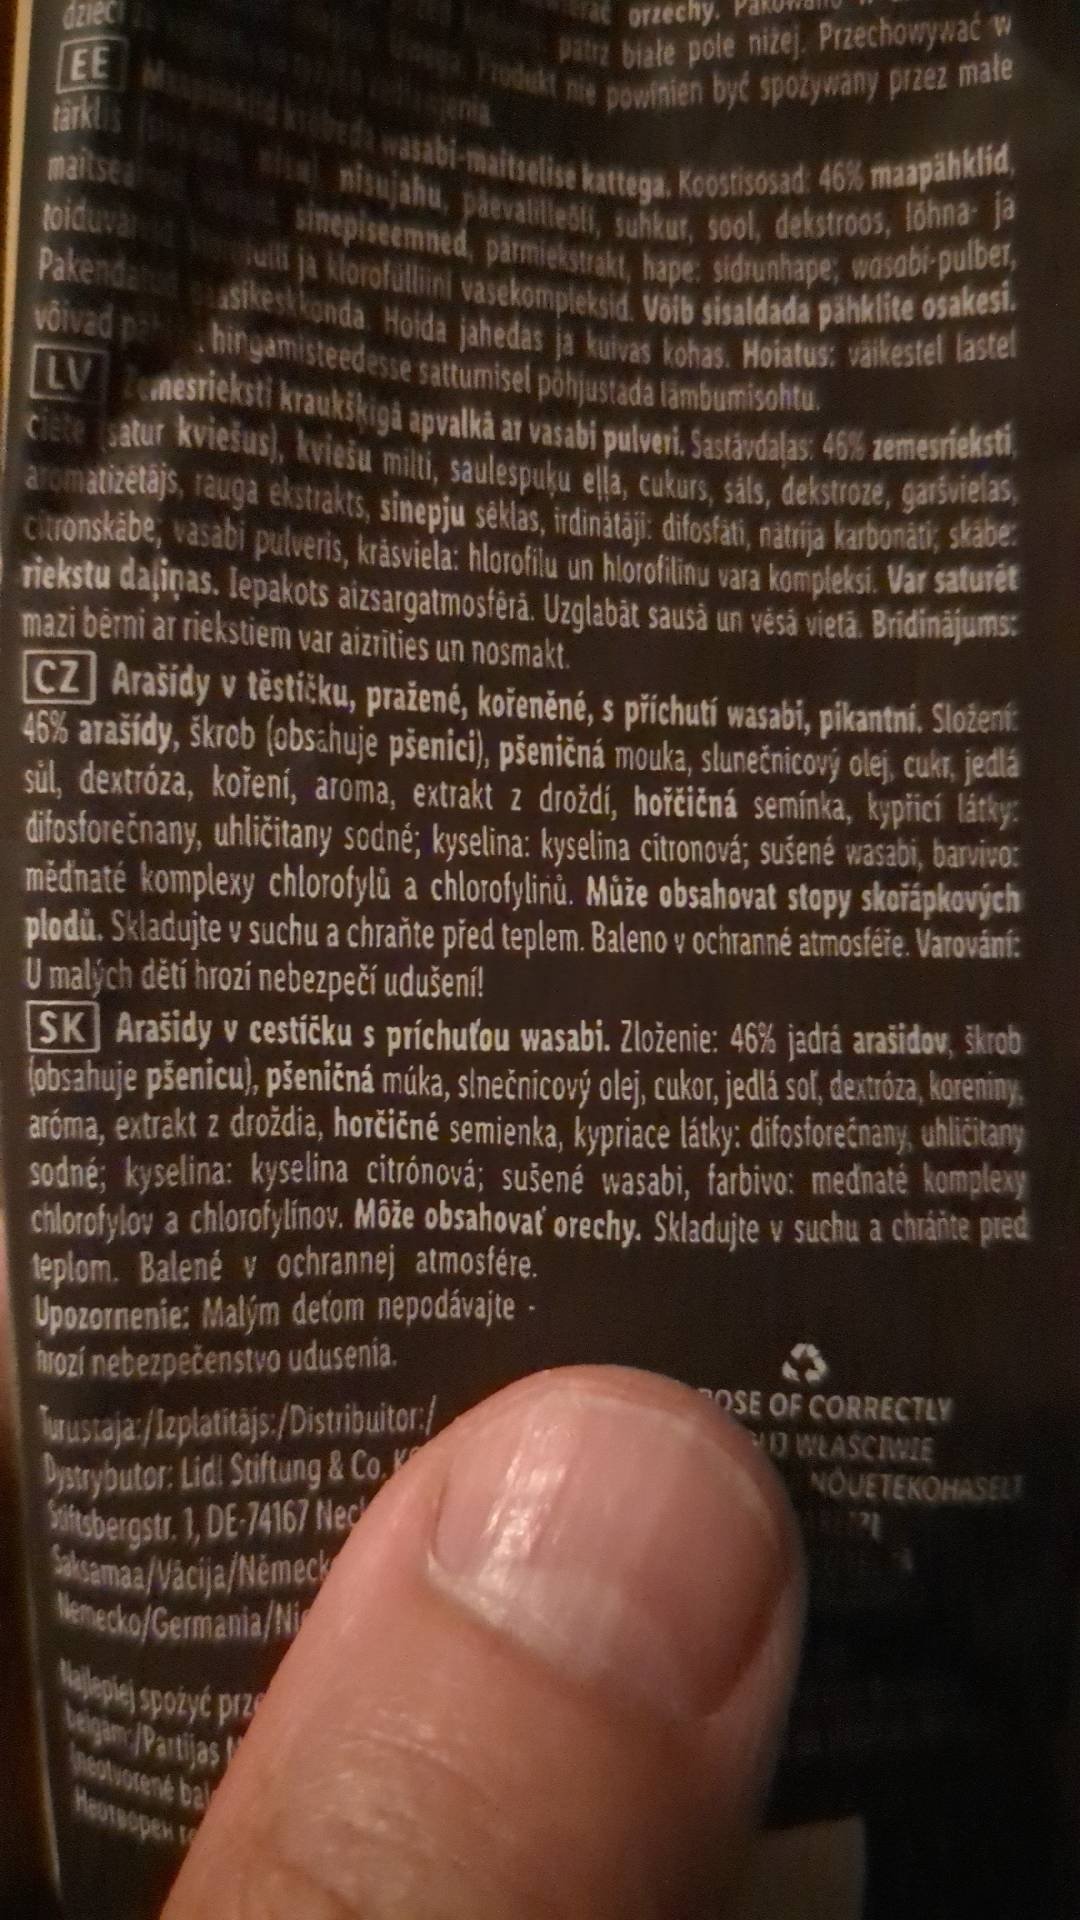 dzieci orzechy.
patrz białe pole niżej. Przechowywać w
Produkt nie powinien być spożywany przez małe
EE wasabi-maitselise kattega. Koostisosad: 46% maapähklid,
tärklis nisujahu, päevalilleõli, suhkur, sool, dekstroos, lõhna- ja
sinepiseemned, pärmiekstrakt, hape: sidrunhape; wasabi-pulber,
ja klorofülliini vasekompleksid. Võib sisaldada pähklite osakesi.
Hoida jahedas ja kuivas kohas. Hoiatus: väikestel lastel
võivad hingamisteedesse sattumisel põhjustada lämbumisohtu.
LV Zemesrieksti kraukšķīgā apvalkā ar vasabi pulveri. Sastāvdaļas: 46% zemesrieksti,
ciete (satur kviešus), kviešu milti, saulespuķu eļļa, cukurs, sāls, dekstroze, garšvielas,
aromatizētājs, rauga ekstrakts, sinepju sēklas, irdinātāji: difosfāti, nātrija karbonāti; skābe:
citronskābe; vasabi pulveris, krāsviela: hlorofilu un hlorofilīnu vara kompleksi. Var saturēt
riekstu daļiņas. Iepakots aizsargatmosfērā. Uzglabāt sausā un vēsā vietā. Brīdinājums:
mazi bērni ar riekstiem var aizrīties un nosmakt.
CZ Arašídy v těstíčku, pražené, kořeněné, s příchutí wasabi, pikantní. Složení:
46% arašídy, škrob (obsahuje pšenici), pšeničná mouka, slunečnicový olej, cukr, jedlá
sůl, dextróza, koření, aroma, extrakt z droždí, hořčičná semínka, kypřicí látky:
difosforečnany, uhličitany sodné; kyselina: kyselina citronová; sušené wasabi, barvivo:
měďnaté komplexy chlorofylů a chlorofylinů. Může obsahovat stopy skořápkových
plodů. Skladujte v suchu a chraňte před teplem. Baleno v ochranné atmosféře. Varování:
U malých dětí hrozí nebezpečí udušení!
SK Arašidy v cestíčku s príchuťou wasabi. Zloženie: 46% jadrá arašidov, škrob
(obsahuje pšenicu), pšeničná múka, slnečnicový olej, cukor, jedlá soľ, dextróza, koreniny,
aróma, extrakt z droždia, horčičné semienka, kypriace látky: difosforečnany, uhličitany
sodné; kyselina: kyselina citrónová; sušené wasabi, farbivo: meďnaté komplexy
chlorofylov a chlorofylínov. Môže obsahovať orechy. Skladujte v suchu a chráňte pred
teplom. Balené v ochrannej atmosfére.
Upozornenie: Malým deťom nepodávajte -
hrozí nebezpečenstvo udusenia.
Turustaja:/Izplatītājs:/Distribuitor:/
Dystrybutor: Lidl Stiftung & Co.
Stiftsbergstr. 1, DE-74167
Saksamaa/Vācija/
Nemecko/Germania/
OF CORRECTLY
WŁAŚCIWIE
NÕUETEKOHASELT
Najlepiej spożyć
/Partijas